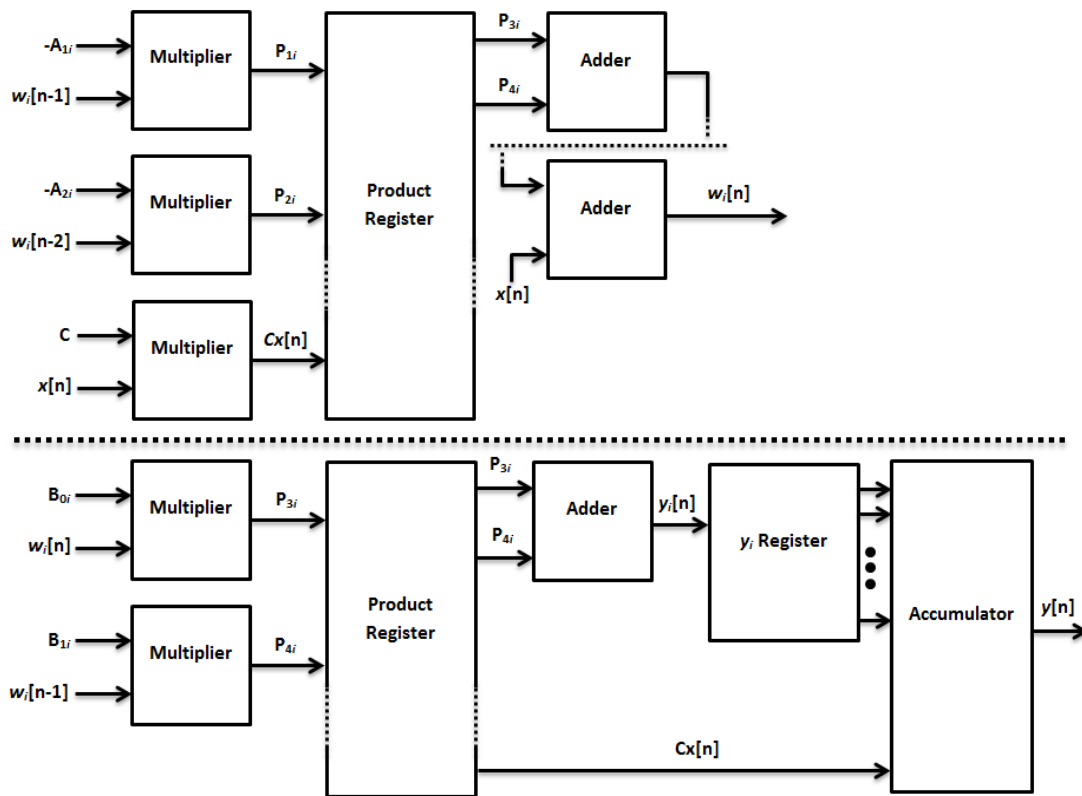 -A1i
wi[n-1]
Multiplier
P1i
-A2i
wi[n-2]
Multiplier
P2i
C
x[n]
Multiplier
Cx[n]
Product
Register
P3i
P4i
Adder
Adder
x[n]
wi[n]
B0i
wi[n]
Multiplier
P3i
B1i
wi[n-1]
Multiplier
P4i
Product
Register
P3i
P4i
Adder
yi[n]
yi Register
Cx[n]
Accumulator
y[n]